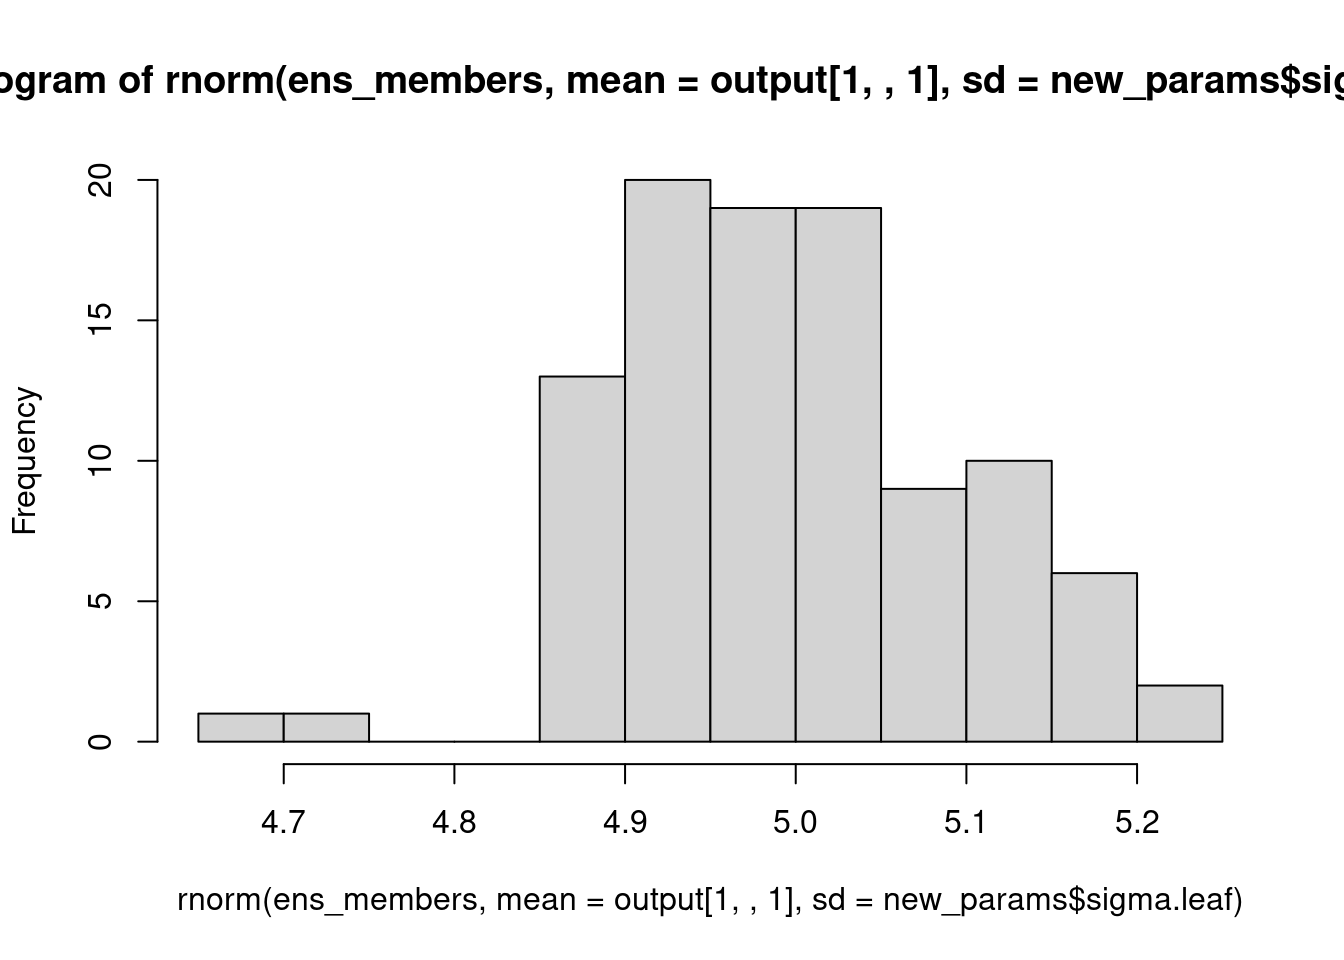 ogram of rnorm(ens_members, mean = output[1, , 1], sd = new_params$sig
Frequency
20
15
10
5
0
4.7 4.8 4.9 5.0 5.1 5.2
rnorm(ens_members, mean = output[1, , 1], sd = new_params$sigma.leaf)